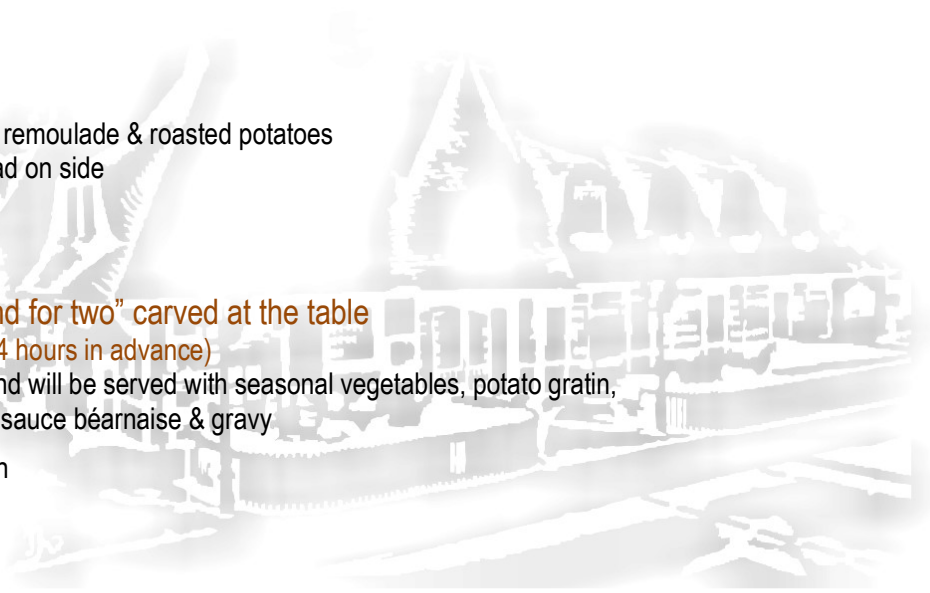 remoulade & roasted potatoes
ad on side
nd for two” carved at the table
4 hours in advance)
nd will be served with seasonal vegetables, potato gratin,
sauce béarnaise & gravy
n